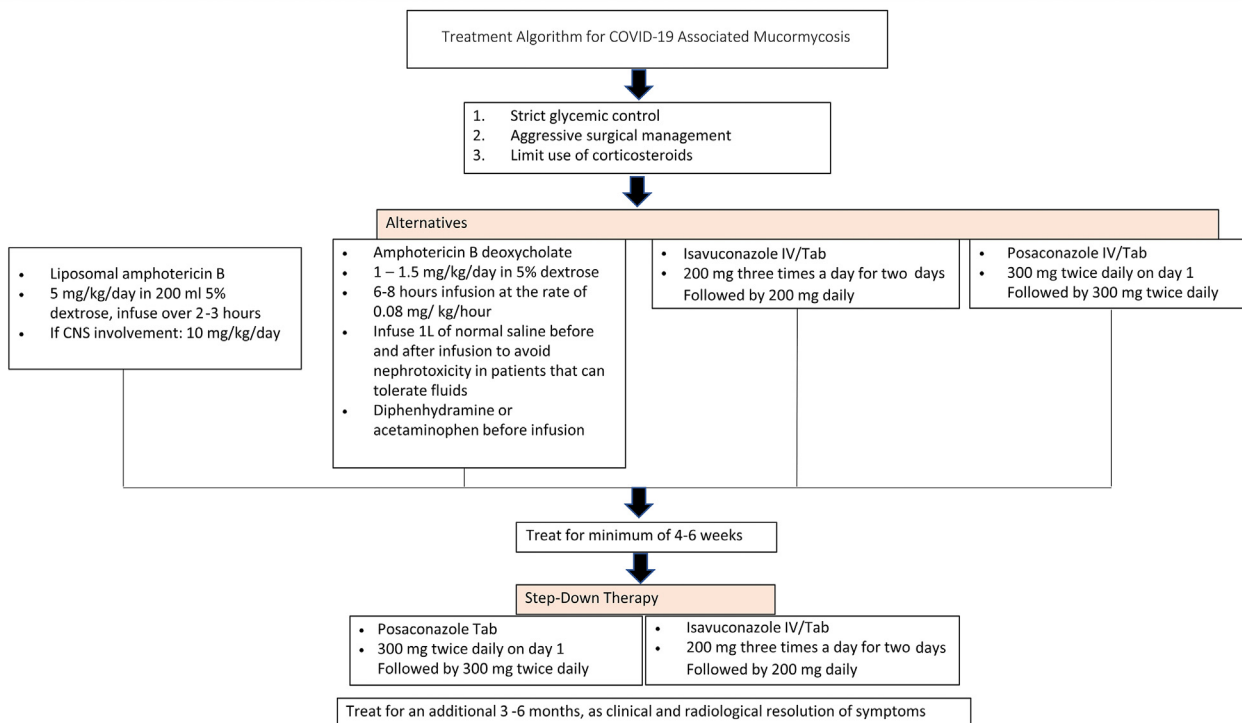 Treatment Algorithm for COVID-19 Associated Mucormycosis
1. Strict glycemic control
2. Aggressive surgical management
3. Limit use of corticosteroids
Alternatives
• Liposomal amphotericin B
• 5 mg/kg/day in 200 ml 5%
dextrose, infuse over 2-3 hours
• If CNS involvement: 10 mg/kg/day
• Amphotericin B deoxycholate
• 1 – 1.5 mg/kg/day in 5% dextrose
• 6-8 hours infusion at the rate of
0.08 mg/ kg/hour
• Infuse 1L of normal saline before
and after infusion to avoid
nephrotoxicity in patients that can
tolerate fluids
• Diphenhydramine or
acetaminophen before infusion
• Isavuconazole IV/Tab
• 200 mg three times a day for two days
Followed by 200 mg daily
• Posaconazole IV/Tab
• 300 mg twice daily on day 1
Followed by 300 mg twice daily
Treat for minimum of 4-6 weeks
Step-Down Therapy
• Posaconazole Tab
• 300 mg twice daily on day 1
Followed by 300 mg twice daily
• Isavuconazole IV/Tab
• 200 mg three times a day for two days
Followed by 200 mg daily
Treat for an additional 3 -6 months, as clinical and radiological resolution of symptoms